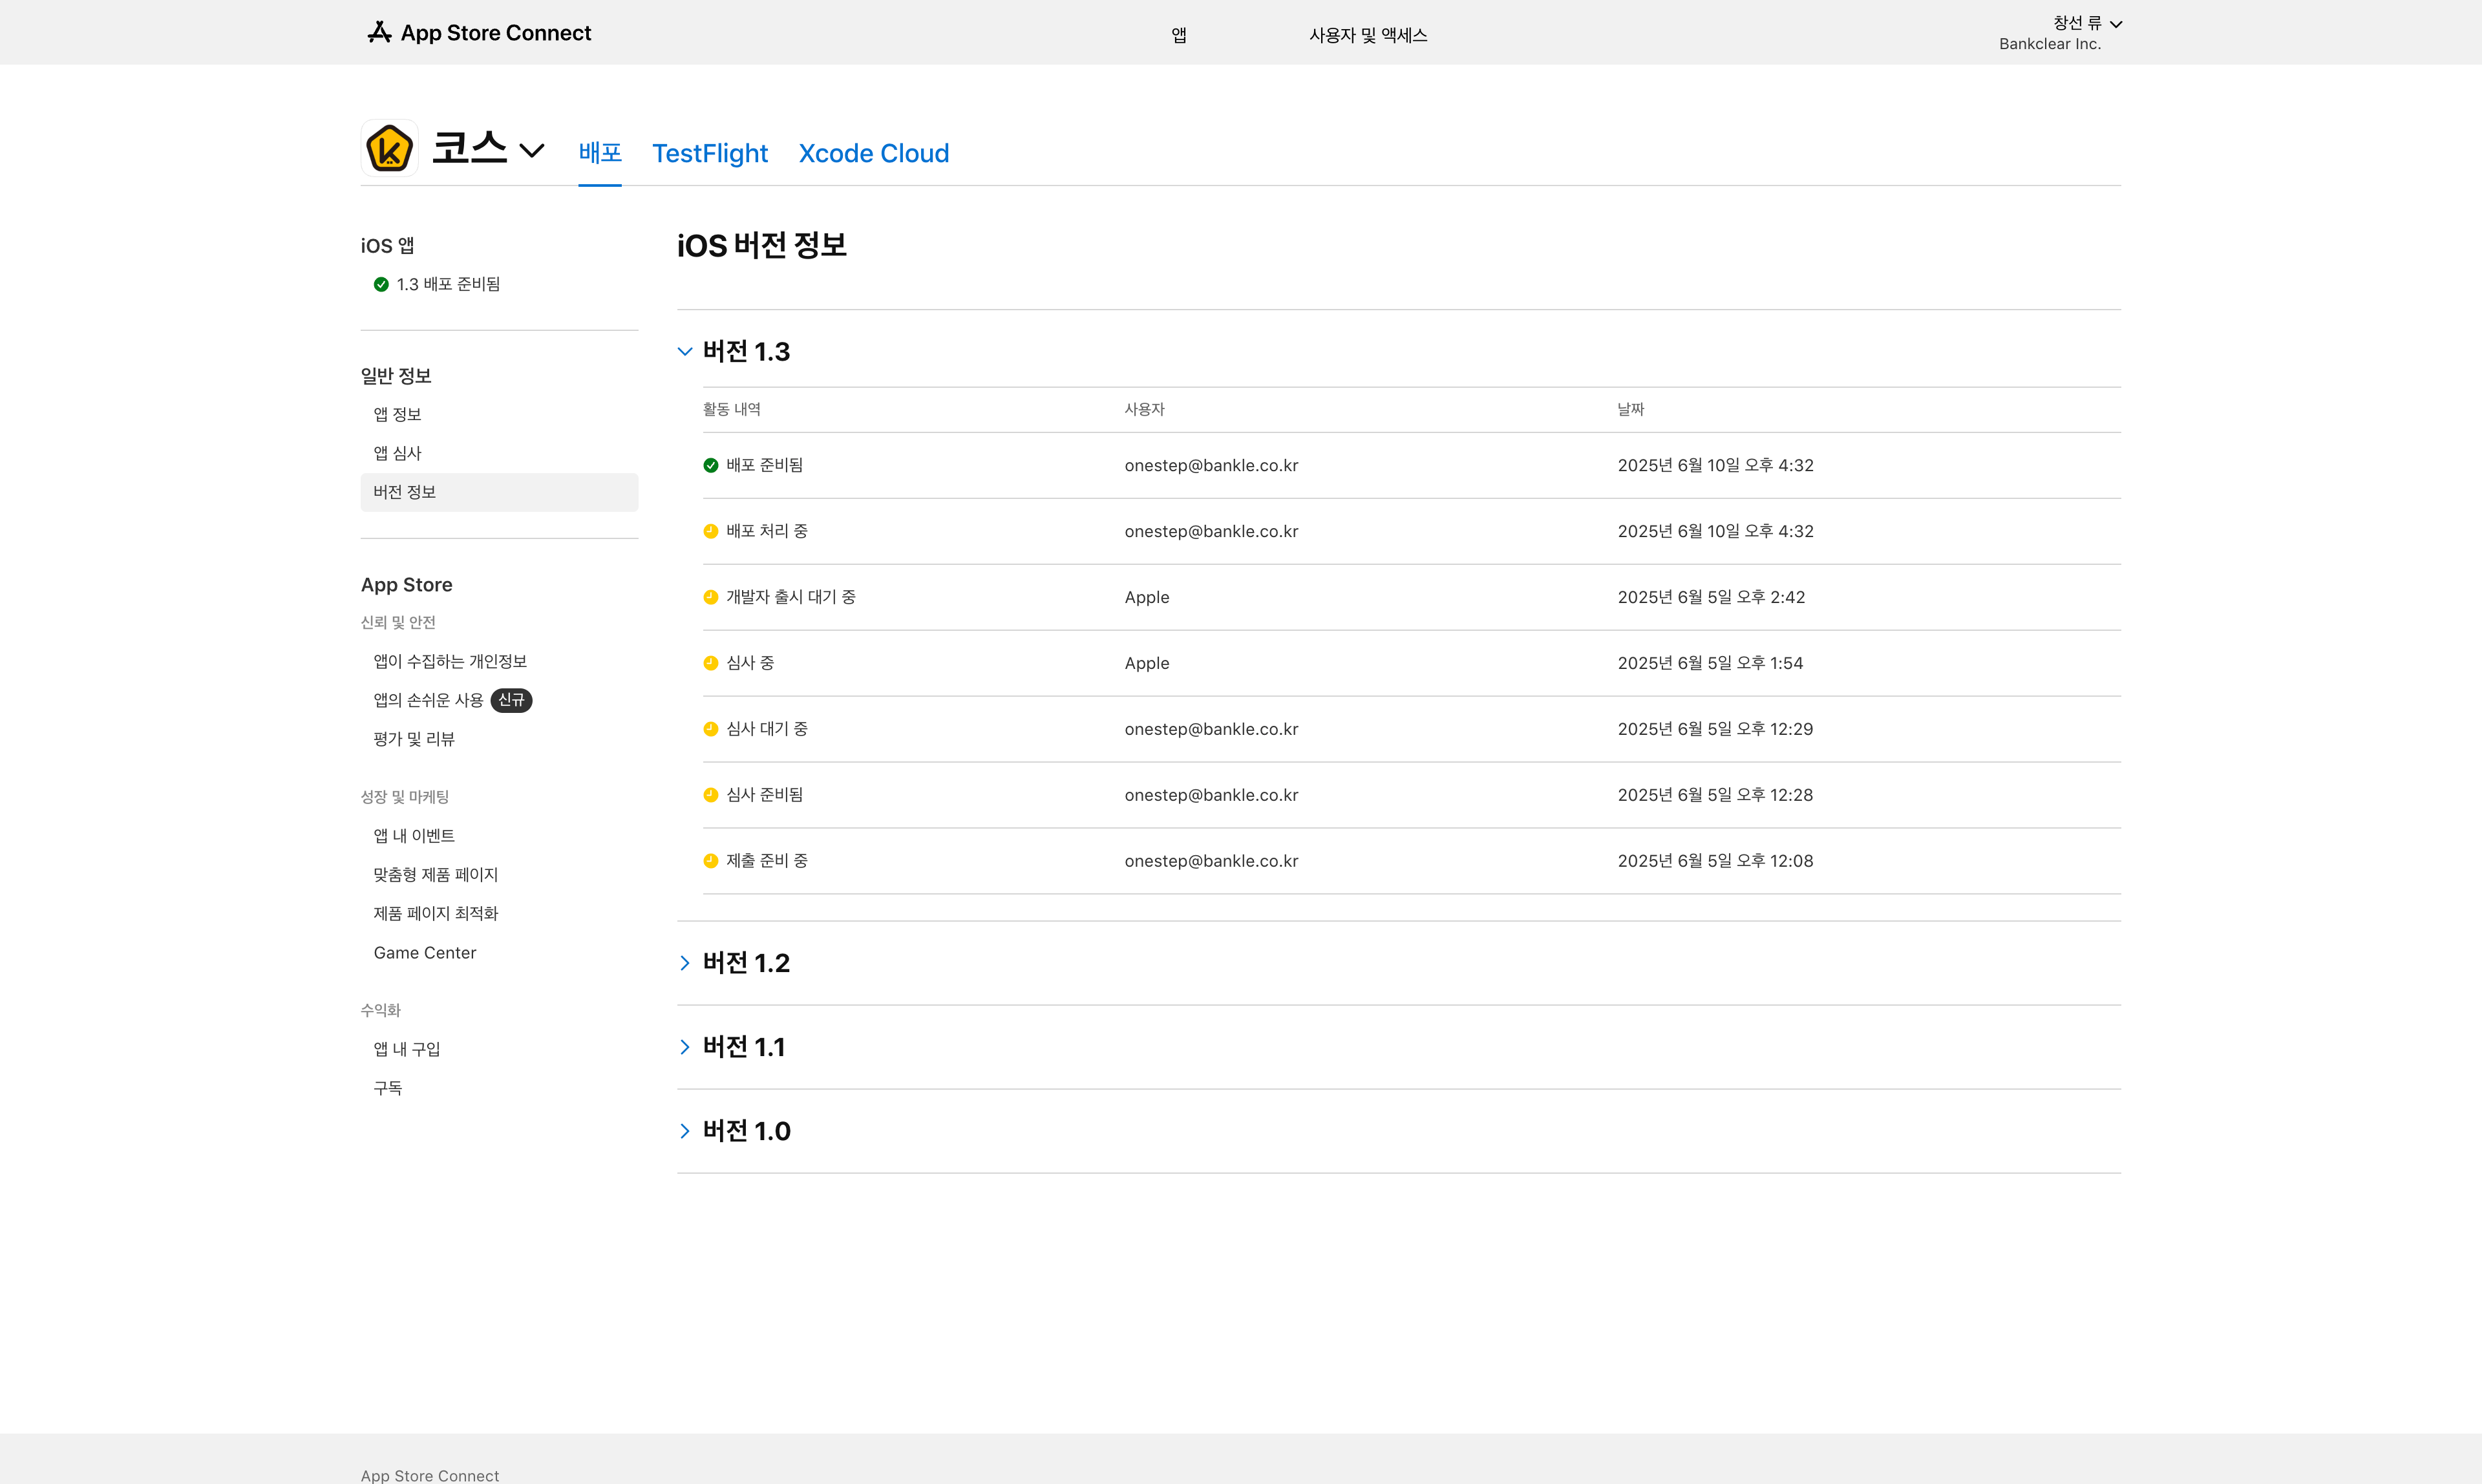 App Store Connect
앱
사용자 및 액세스
창선 류
Bankclear Inc.
코스
배포
TestFlight
Xcode Cloud
iOS 앱
1.3 배포 준비됨
일반 정보
앱 정보
앱 심사
버전 정보
App Store
신뢰 및 안전
앱이 수집하는 개인정보
앱의 손쉬운 사용 신규
평가 및 리뷰
성장 및 마케팅
앱 내 이벤트
맞춤형 제품 페이지
제품 페이지 최적화
Game Center
수익화
앱 내 구입
구독
iOS 버전 정보
버전 1.3
활동 내역 사용자 날짜
배포 준비됨 onestep@bankle.co.kr 2025년 6월 10일 오후 4:32
배포 처리 중 onestep@bankle.co.kr 2025년 6월 10일 오후 4:32
개발자 출시 대기 중 Apple 2025년 6월 5일 오후 2:42
심사 중 Apple 2025년 6월 5일 오후 1:54
심사 대기 중 onestep@bankle.co.kr 2025년 6월 5일 오후 12:29
심사 준비됨 onestep@bankle.co.kr 2025년 6월 5일 오후 12:28
제출 준비 중 onestep@bankle.co.kr 2025년 6월 5일 오후 12:08
버전 1.2
버전 1.1
버전 1.0
App Store Connect